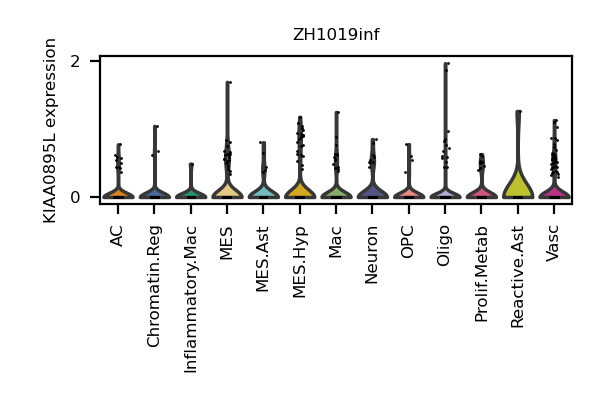 ZH1019inf
KIAA0895L expression
2
0
AC
Chromatin.Reg
Inflammatory.Mac
MES
MES.Ast
MES.Hyp
Mac
Neuron
OPC
Oligo
Prolif.Metab
Reactive.Ast
Vasc